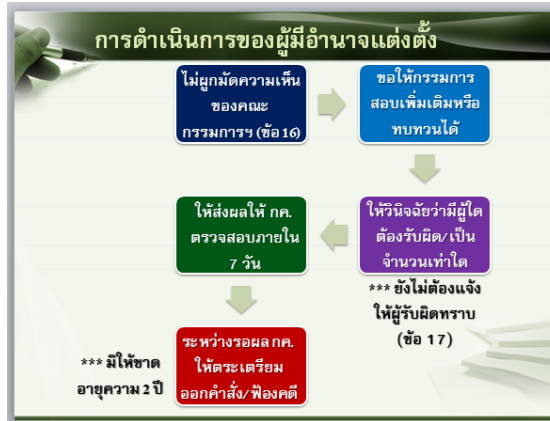 การดำเนินการของผู้มีอำนาจแต่งตั้ง
ไม่ผูกมัดความเห็น
ของคณะ
กรรมการฯ (ข้อ 16)
ขอให้กรรมการ
สอบเพิ่มเติมหรือ
ทบทวนได้
ให้วินิจฉัยว่ามีผู้ใด
ต้องรับผิด/เป็น
จำนวนเท่าใด
*** ยังไม่ต้องแจ้ง
ให้ผู้รับผิดทราบ
(ข้อ 17)
ให้ส่งผลให้ กค.
ตรวจสอบภายใน
7 วัน
ระหว่างรอผล กค.
ให้ตระเตรียม
ออกคำสั่ง/ฟ้องคดี
*** มิให้ขาด
อายุความ 2 ปี